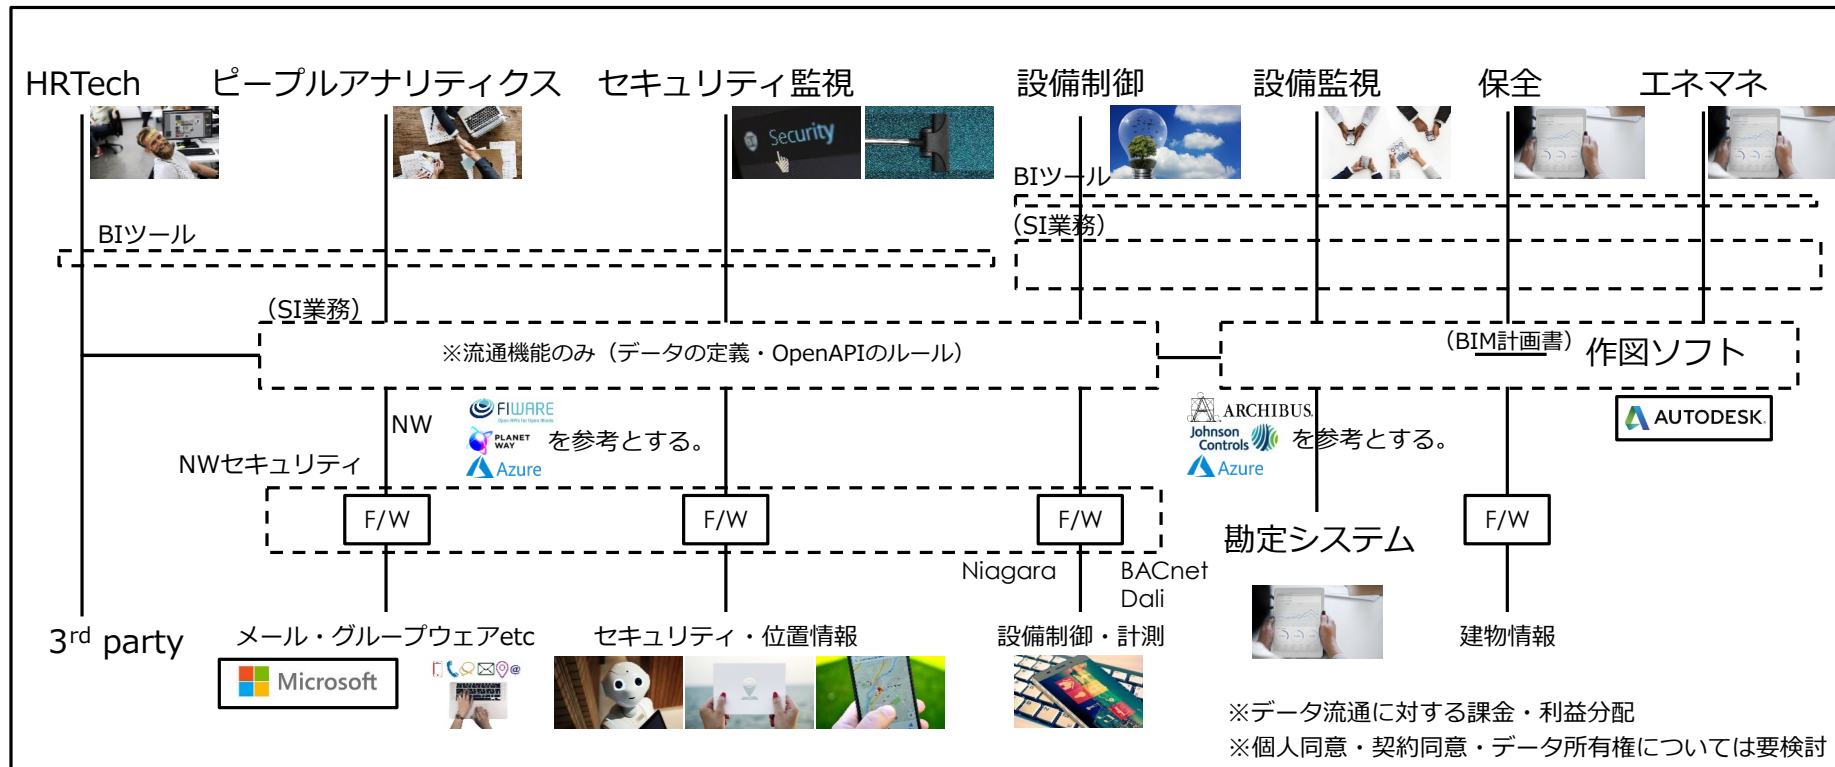 HRTech
ピープルアナリティクス
セキュリティ監視
設備制御
設備監視
保全
エネマネ
Security
BIツール
(SI業務)
BIツール
(SI業務)
※流通機能のみ（データの定義・OpenAPIのルール）
(BIM計画書)
作図ソフト
NW
FIWARE
PLANET
WAY
Azure
を参考とする。
ARCHIBUS.
Johnson
Controls
Azure
を参考とする。
AUTODESK.
NWセキュリティ
F/W
F/W
F/W
F/W
勘定システム
Niagara
BACnet
Dali
3rd party
メール・グループウェアetc
セキュリティ・位置情報
設備制御・計測
建物情報
Microsoft
※データ流通に対する課金・利益分配
※個人同意・契約同意・データ所有権については要検討